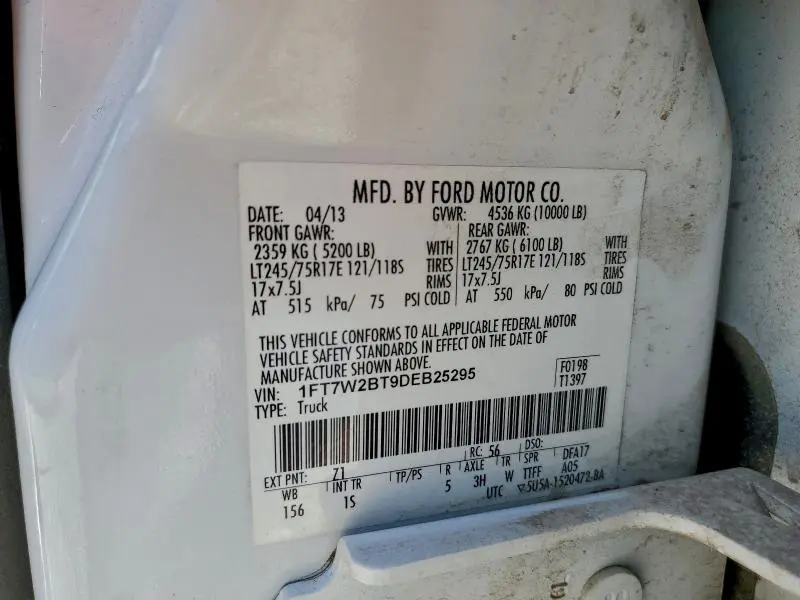 MFD. BY FORD MOTOR CO.
DATE: 04/13 GVWR: 4536 KG (10000 LB)
FRONT GAWR: REAR GAWR:
2359 KG ( 5200 LB) WITH 2767 KG ( 6100 LB) WITH
LT245/75R17E 121/118S TIRES LT245/75R17E 121/118S TIRES
17x7.5J RIMS 17x7.5J RIMS
AT 515 kPa/ 75 PSI COLD AT 550 kPa/ 80 PSI COLD
THIS VEHICLE CONFORMS TO ALL APPLICABLE FEDERAL MOTOR
VEHICLE SAFETY STANDARDS IN EFFECT ON THE DATE OF
MANUFACTURE SHOWN ABOVE.
VIN: 1FT7W2BT9DEB25295 F0198
TYPE: Truck T1397
EXT PNT: Z1 RC: 56 DSO:
WB INT TR TP/PS R AXLE TR SPR DFA17
156 1S 5 3H W TTFF A05
UTC 5U5A-1520472-BA